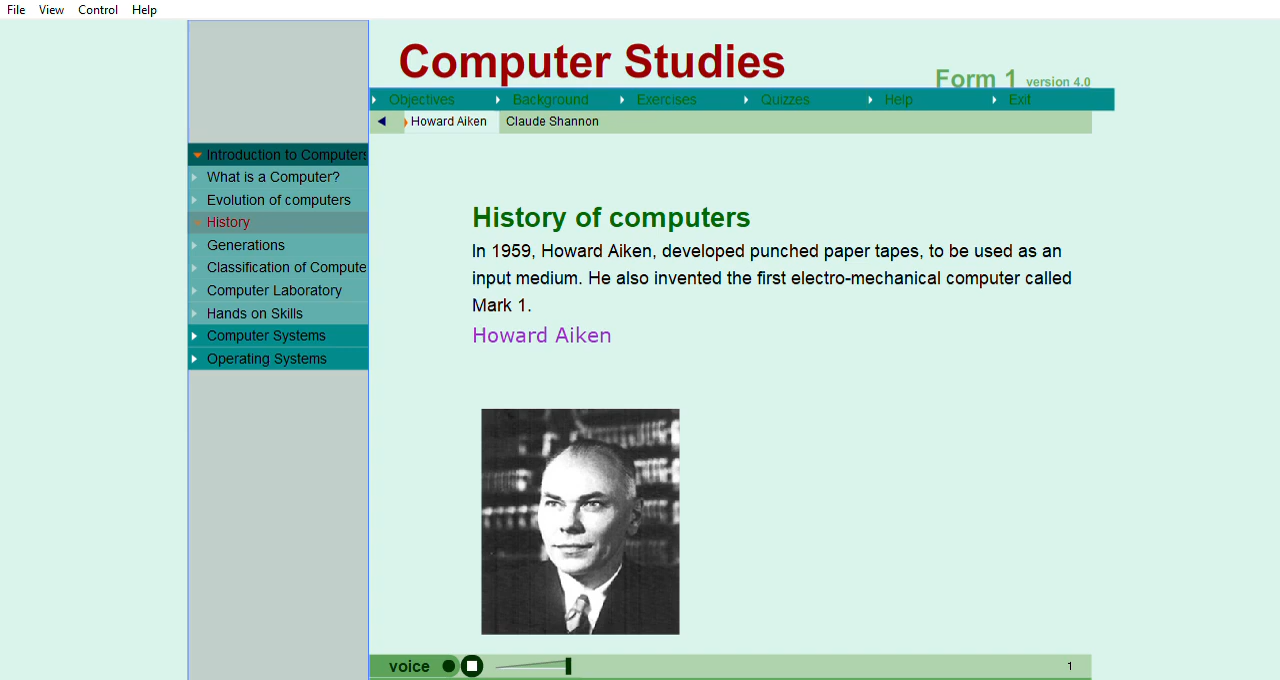 File View Control Help
Computer Studies
Form 1 version 4.0
Objectives Background Exercises Quizzes Help Exit
Howard Aiken Claude Shannon
Introduction to Computers
What is a Computer?
Evolution of computers
History
Generations
Classification of Compute
Computer Laboratory
Hands on Skills
Computer Systems
Operating Systems
History of computers
In 1959, Howard Aiken, developed punched paper tapes, to be used as an
input medium. He also invented the first electro-mechanical computer called
Mark 1.
Howard Aiken
voice
1